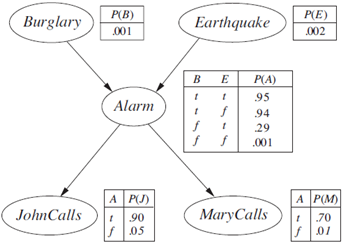 Burglary
P(B)
.001
Earthquake
P(E)
.002
B E P(A)
t t .95
t f .94
f t .29
f f .001
Alarm
JohnCalls
A P(J)
t .90
f .05
MaryCalls
A P(M)
t .70
f .01